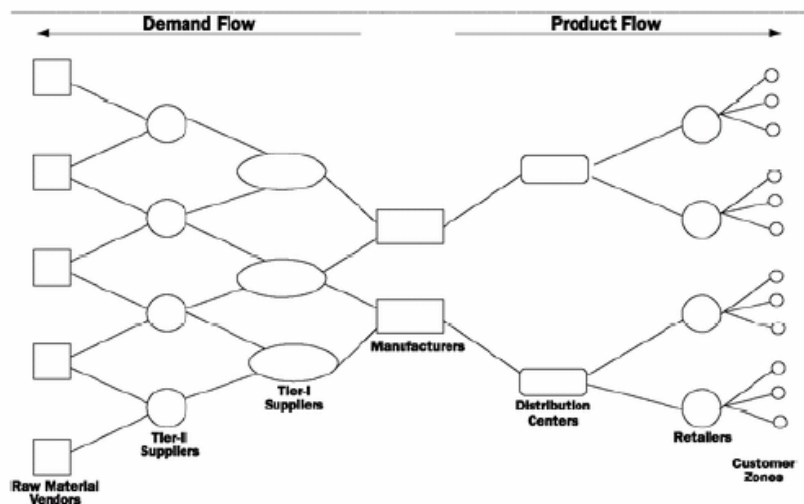 Demand Flow
Product Flow
Manufacturers
Tier-I
Suppliers
Distribution
Centers
Tier-II
Suppliers
Retailers
Customer
Zones
Raw Material
Vendors